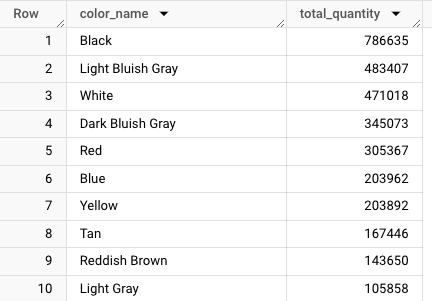 Row color_name total_quantity
1 Black 786635
2 Light Bluish Gray 483407
3 White 471018
4 Dark Bluish Gray 345073
5 Red 305367
6 Blue 203962
7 Yellow 203892
8 Tan 167446
9 Reddish Brown 143650
10 Light Gray 105858